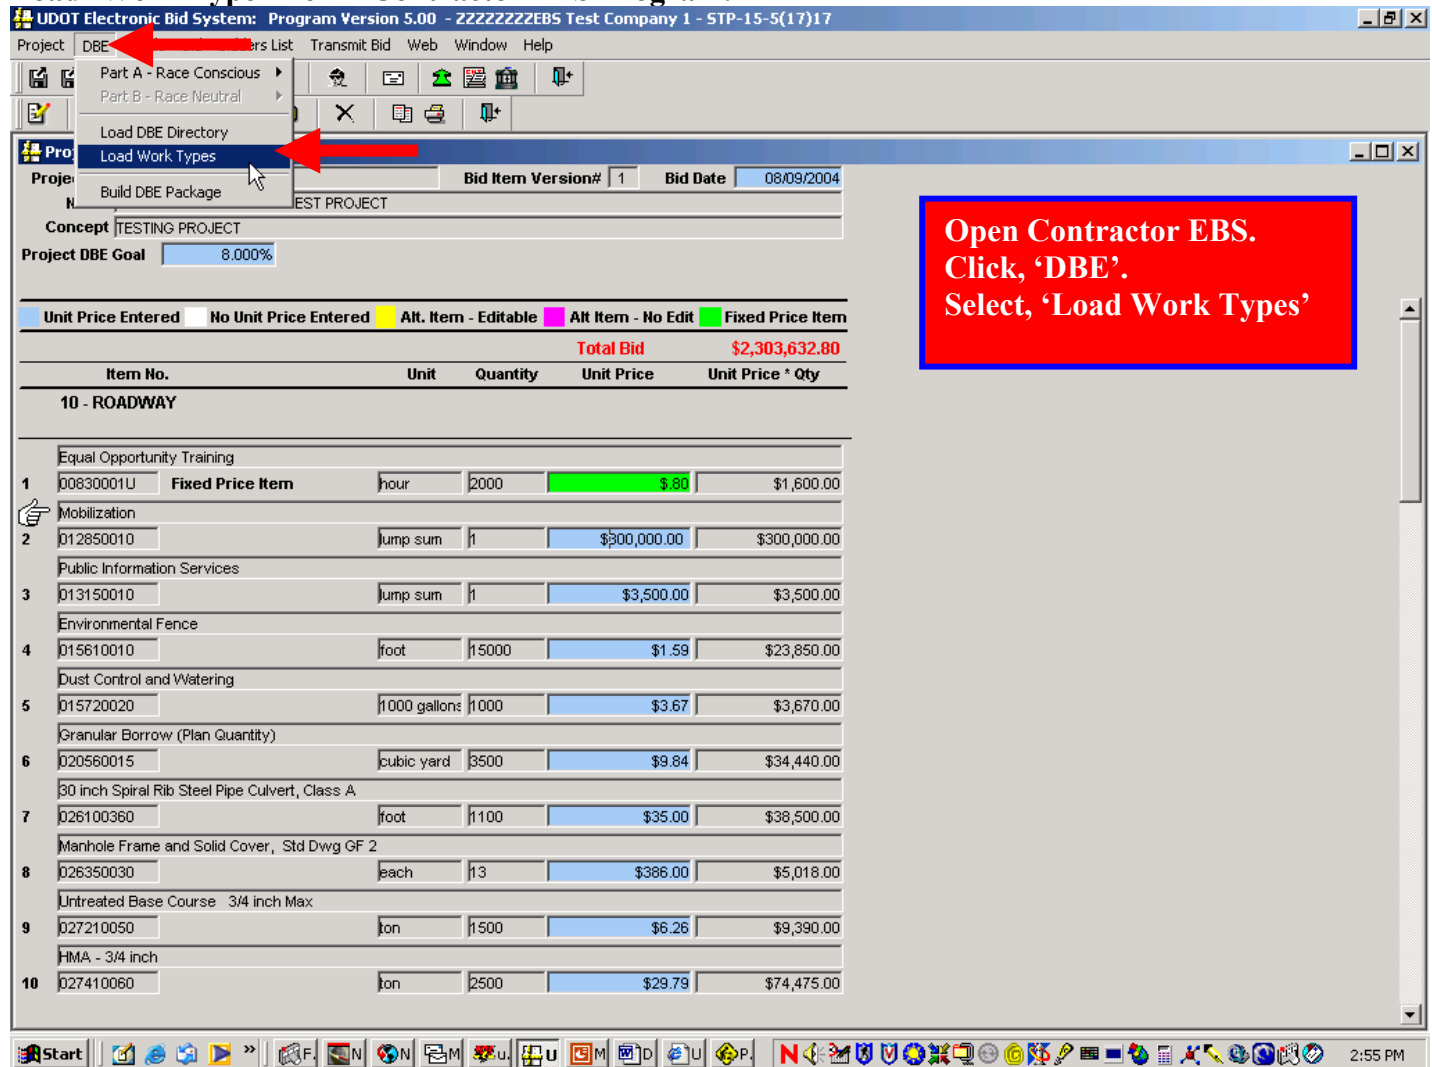 UDOT Electronic Bid System: Program Version 5.00 - ZZZZZZZZEBS Test Company 1 - STP-15-5(17)17
Project DBE ers List Transmit Bid Web Window Help
Part A - Race Conscious
Part B - Race Neutral
Load DBE Directory
Load Work Types
Build DBE Package
Proj
Bid Item Version# 1 Bid Date 08/09/2004
EST PROJECT
Concept TESTING PROJECT
Project DBE Goal 8.000%
Open Contractor EBS.
Click, ‘DBE’.
Select, ‘Load Work Types’
Unit Price Entered No Unit Price Entered Alt. Item - Editable Alt Item - No Edit Fixed Price Item
Total Bid $2,303,632.80
Item No. Unit Quantity Unit Price Unit Price * Qty
10 - ROADWAY
Equal Opportunity Training
1 00830001U Fixed Price Item hour 2000 $.80 $1,600.00
Mobilization
2 012850010 lump sum 1 $300,000.00 $300,000.00
Public Information Services
3 013150010 lump sum 1 $3,500.00 $3,500.00
Environmental Fence
4 015610010 foot 15000 $1.59 $23,850.00
Dust Control and Watering
5 015720020 1000 gallons 1000 $3.67 $3,670.00
Granular Borrow (Plan Quantity)
6 020560015 cubic yard 3500 $9.84 $34,440.00
30 inch Spiral Rib Steel Pipe Culvert, Class A
7 026100360 foot 1100 $35.00 $38,500.00
Manhole Frame and Solid Cover, Std Dwg GF 2
8 026350030 each 13 $386.00 $5,018.00
Untreated Base Course 3/4 inch Max
9 027210050 ton 1500 $6.26 $9,390.00
HMA - 3/4 inch
10 027410060 ton 2500 $29.79 $74,475.00
Start F. N N M u. U M D U P. 2:55 PM